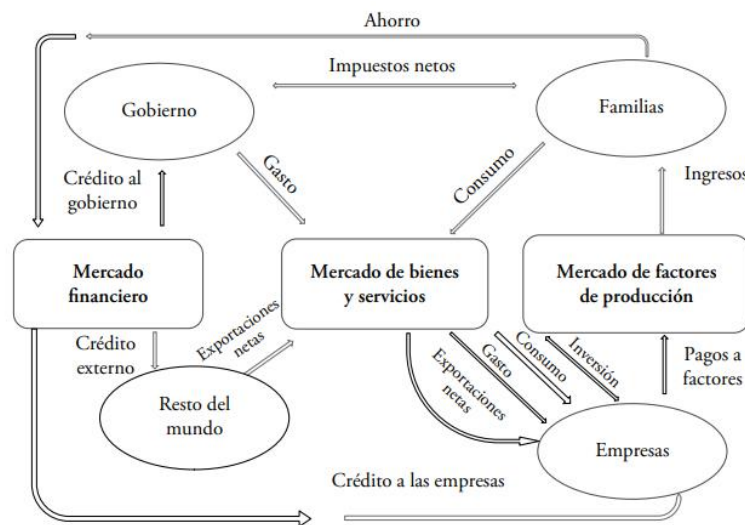 Ahorro
Impuestos netos
Gobierno
Familias
Gasto
Consumo
Crédito al
gobierno
Ingresos
Mercado
financiero
Mercado de bienes
y servicios
Mercado de factores
de producción
Crédito
externo
Exportaciones
netas
Exportaciones
netas
Gasto
Consumo
Inversión
Pagos a
factores
Resto del
mundo
Empresas
Crédito a las empresas